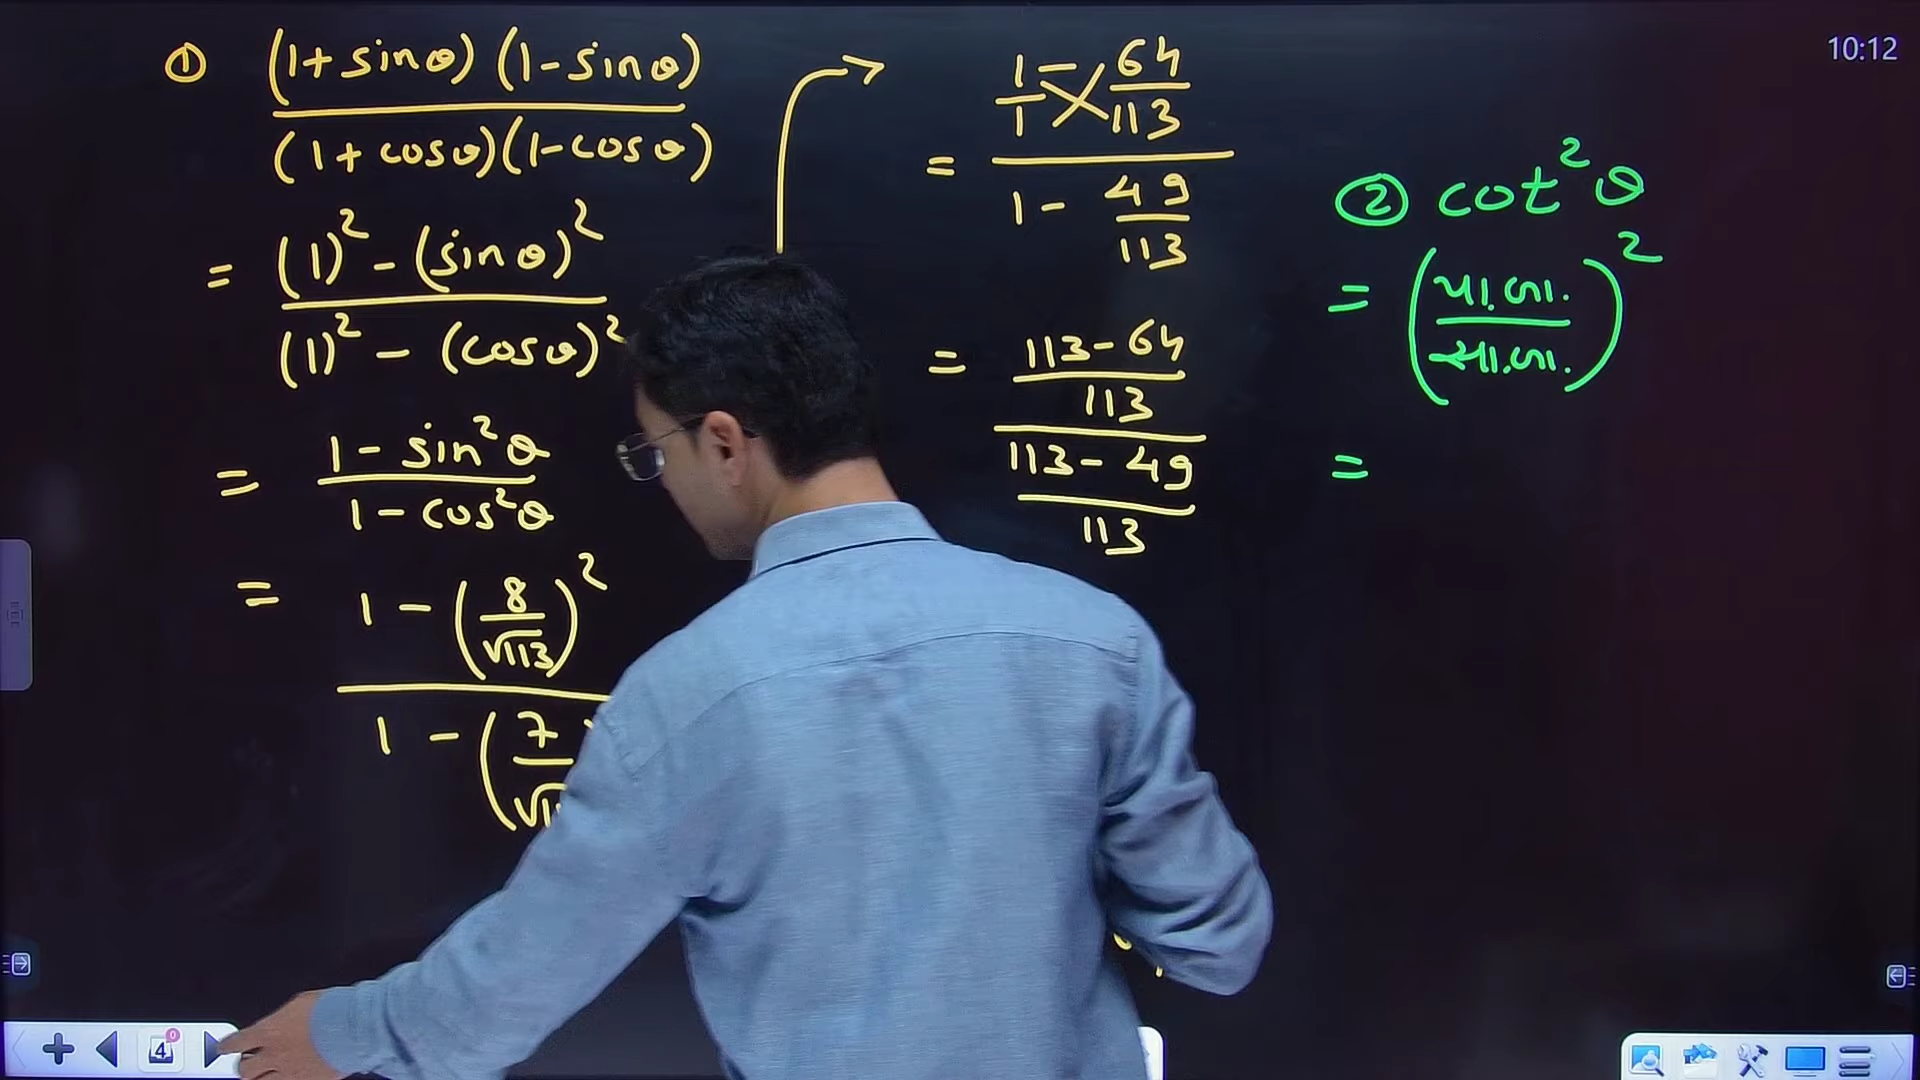 ① (1+sinθ) (1-sinθ)
(1+cosθ)(1-cosθ)
= (1)² - (sinθ)²
(1)² - (cosθ)²
= 1 - sin²θ
1 - cos²θ
= 1 - (8/√113)²
1 - (7
= 1/1 - 64/113
1 - 49/113
= 113-64
113
113-49
113
② cot²θ
= (પા.બા. / સા.બા.)²
=
10:12
4
0